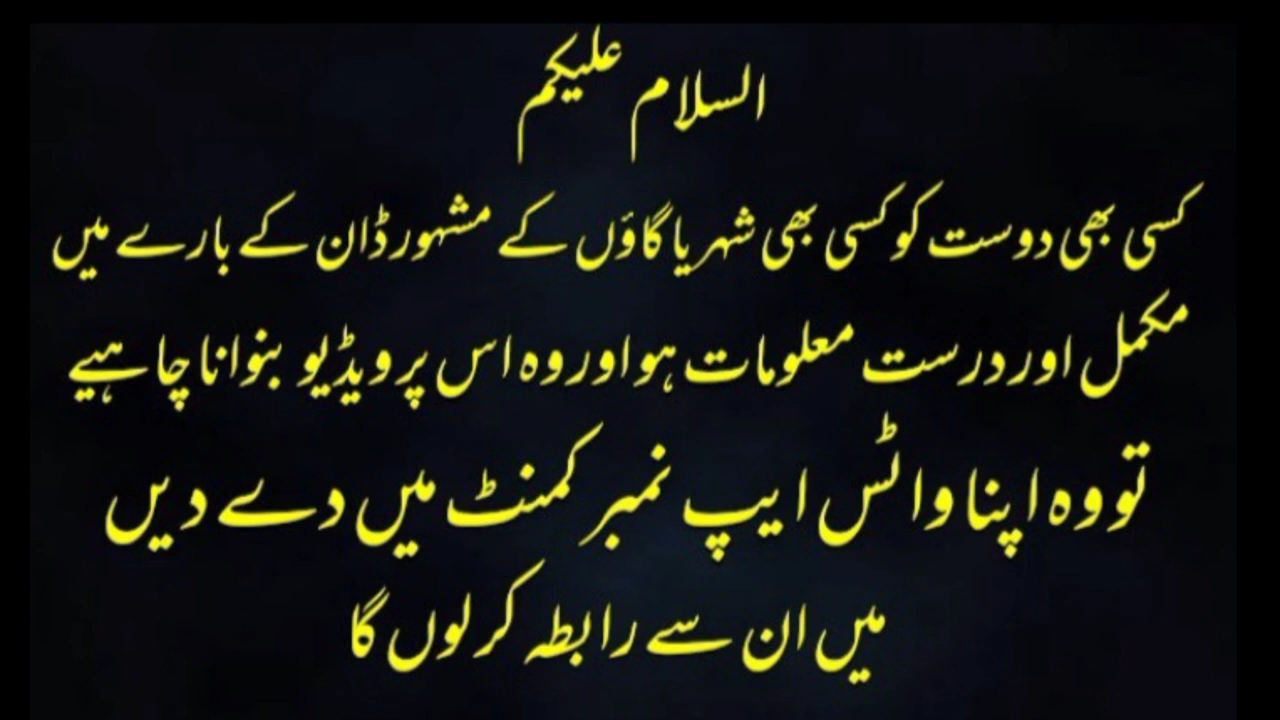 السلام علیکم
کسی بھی دوست کو کسی بھی شہر یا گاؤں کے مشہور ڈان کے بارے میں
مکمل اور درست معلومات ہو اور وہ اس پر ویڈیو بنوانا چاہیے
تو وہ اپنا واٹس ایپ نمبر کمنٹ میں دے دیں
میں ان سے رابطہ کر لوں گا